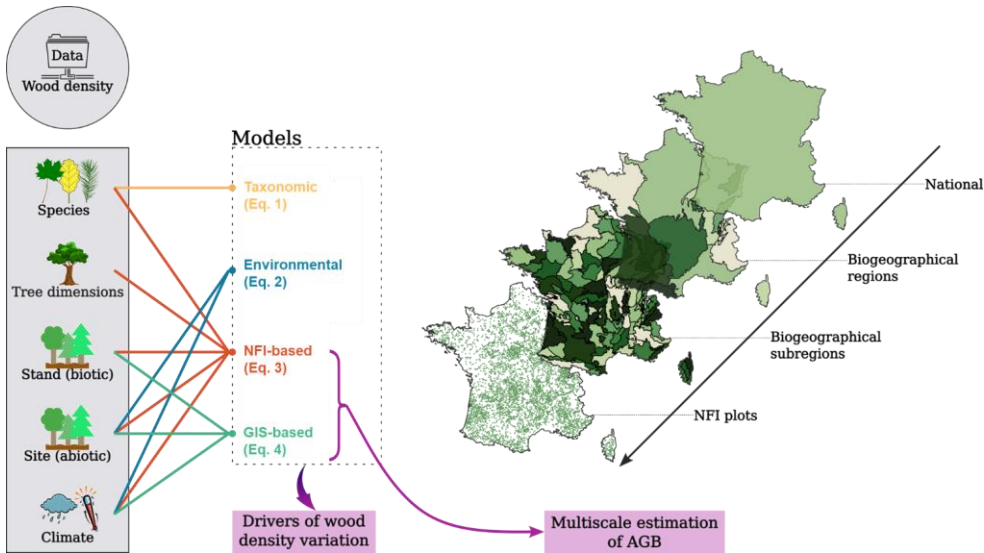 Data
Wood density
Species
Tree dimensions
Stand (biotic)
Site (abiotic)
Climate
Models
Taxonomic
(Eq. 1)
Environmental
(Eq. 2)
NFI-based
(Eq. 3)
GIS-based
(Eq. 4)
Drivers of wood
density variation
Multiscale estimation
of AGB
National
Biogeographical
regions
Biogeographical
subregions
NFI plots